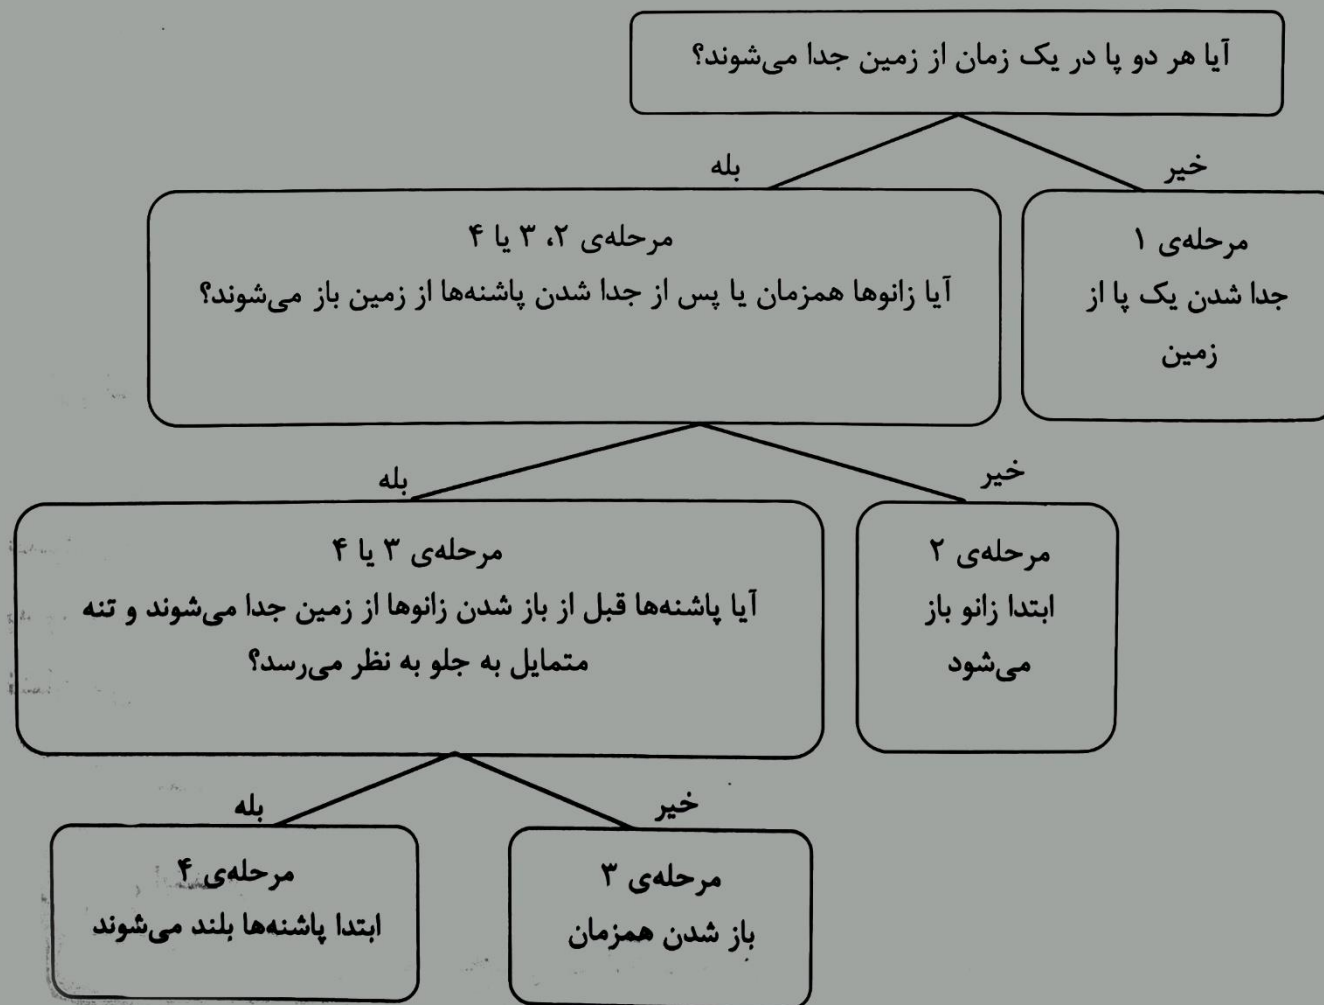 آیا هر دو پا در یک زمان از زمین جدا می‌شوند؟
خیر
بله
مرحله‌ی ۱
جدا شدن یک پا از
زمین
مرحله‌ی ۲، ۳ یا ۴
آیا زانوها همزمان یا پس از جدا شدن پاشنه‌ها از زمین باز می‌شوند؟
خیر
بله
مرحله‌ی ۲
ابتدا زانو باز
می‌شود
مرحله‌ی ۳ یا ۴
آیا پاشنه‌ها قبل از باز شدن زانوها از زمین جدا می‌شوند و تنه
متمایل به جلو به نظر می‌رسد؟
خیر
بله
مرحله‌ی ۳
باز شدن همزمان
مرحله‌ی ۴
ابتدا پاشنه‌ها بلند می‌شوند